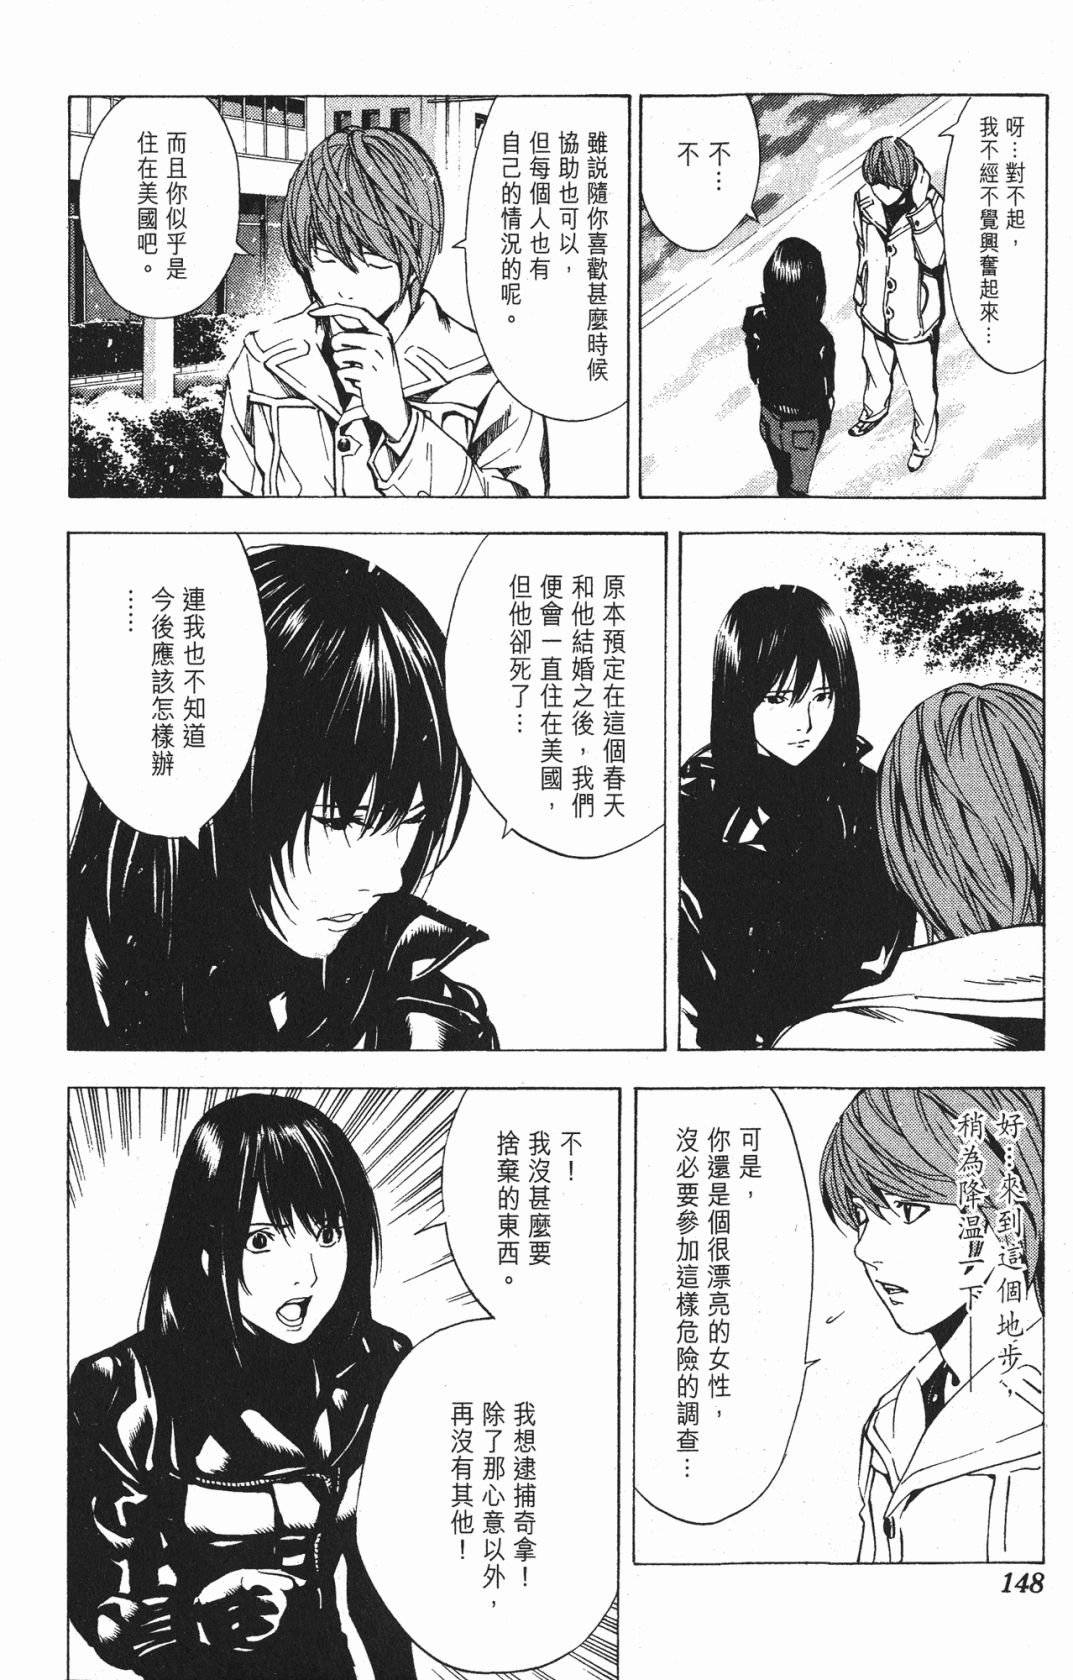 呀…對不起，
我不經不覺興奮起來…
不…
不
雖說隨你喜歡甚麼時候
協助也可以，
但每個人也有
自己的情況的呢。
而且你似乎是
住在美國吧。
原本預定在這個春天
和他結婚之後，我們
便會一直住在美國，
但他卻死了…
連我也不知道
今後應該怎樣辦
……
好…來到這個地步，
稍為降溫一下—
可是，
你還是個很漂亮的女性，
沒必要參加這樣危險的調查…
不！
我沒甚麼要
捨棄的東西。
我想逮捕奇拿！
除了那心意以外，
再沒有其他！
148